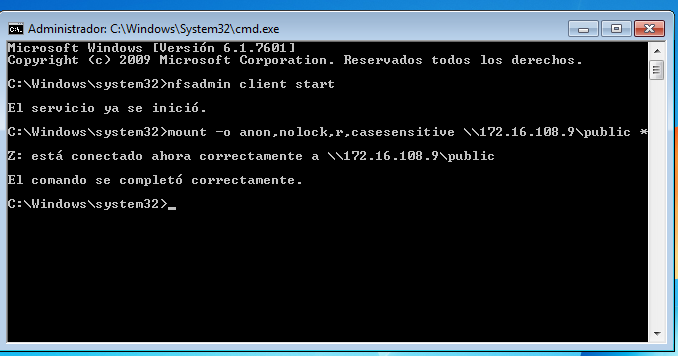 Administrador: C:\Windows\System32\cmd.exe
Microsoft Windows [Versión 6.1.7601]
Copyright (c) 2009 Microsoft Corporation. Reservados todos los derechos.
C:\Windows\system32>nfsadmin client start
El servicio ya se inició.
C:\Windows\system32>mount -o anon,nolock,r,casesensitive \\172.16.108.9\public *
Z: está conectado ahora correctamente a \\172.16.108.9\public
El comando se completó correctamente.
C:\Windows\system32>_